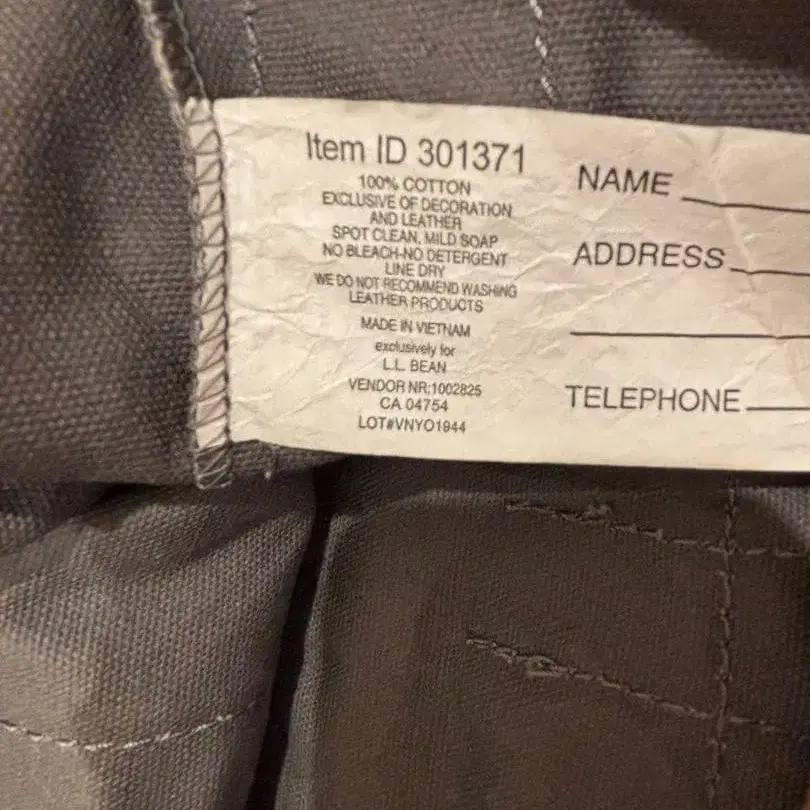 Item ID 301371
100% COTTON
EXCLUSIVE OF DECORATION
AND LEATHER
SPOT CLEAN, MILD SOAP
NO BLEACH-NO DETERGENT
LINE DRY
WE DO NOT RECOMMEND WASHING
LEATHER PRODUCTS
MADE IN VIETNAM
exclusively for
L.L. BEAN
VENDOR NR:1002825
CA 04754
LOT#VNYO1944
NAME
ADDRESS
TELEPHONE